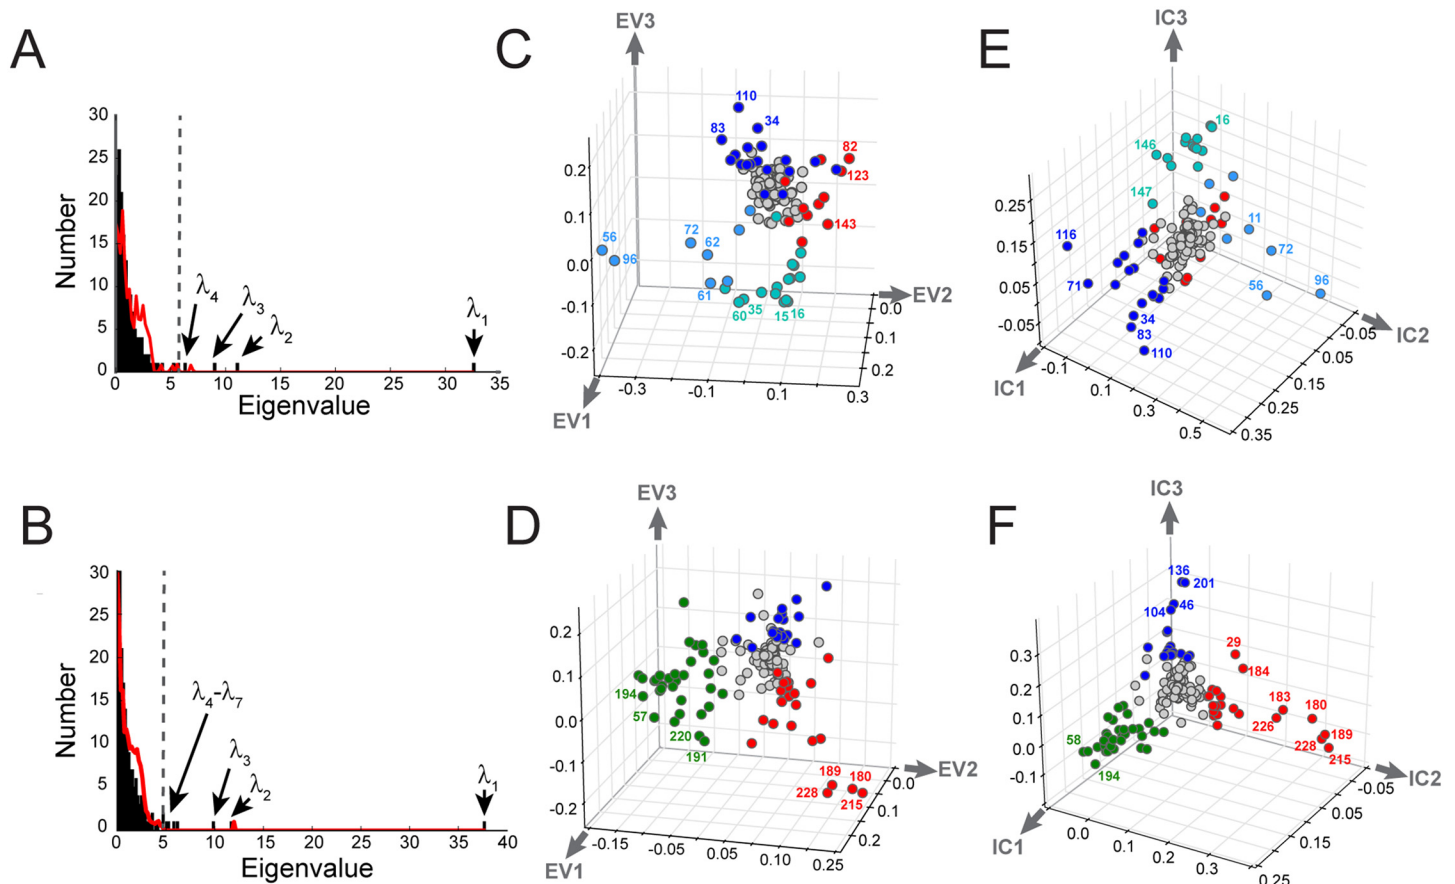 A
30
25
20
15
10
5
0
Number
λ4
λ3
λ2
λ1
0 5 10 15 20 25 30 35
Eigenvalue
C
EV3
110
34
83
82
123
143
72
62
56
96
61
60
35
15
16
0.2
0.1
0.0
-0.1
-0.2
EV2
0.0
0.1
0.2
-0.3 -0.1 0.1 0.3
EV1
E
IC3
16
146
147
11
72
56
96
116
71
34
83
110
0.25
0.15
0.05
-0.05
IC2
-0.05
0.05
0.15
0.25
0.35
-0.1 0.1 0.3 0.5
IC1
B
30
25
20
15
10
5
0
Number
λ4-λ7
λ3
λ2
λ1
0 5 10 15 20 25 30 35 40
Eigenvalue
D
EV3
194
57
220
191
189
180
228
215
0.2
0.1
0.0
-0.1
-0.2
EV2
0.0
0.1
0.2
-0.15 -0.05 0.05 0.10 0.25
EV1
F
IC3
136
201
46
104
29
184
183
180
226
189
228
215
58
194
0.3
0.2
0.1
0.0
-0.1
IC2
-0.05
0.05
0.15
0.25
0.0 0.1 0.2 0.3
IC1